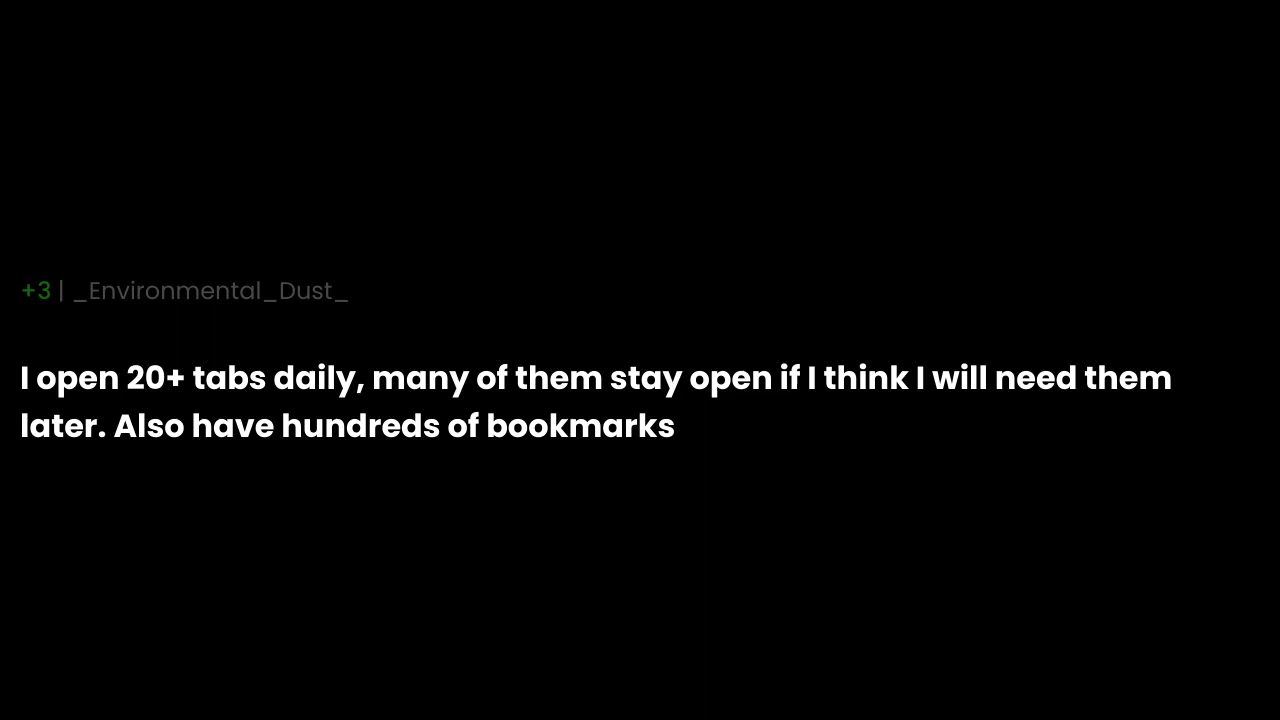 +3 | _Environmental_Dust_
I open 20+ tabs daily, many of them stay open if I think I will need them
later. Also have hundreds of bookmarks